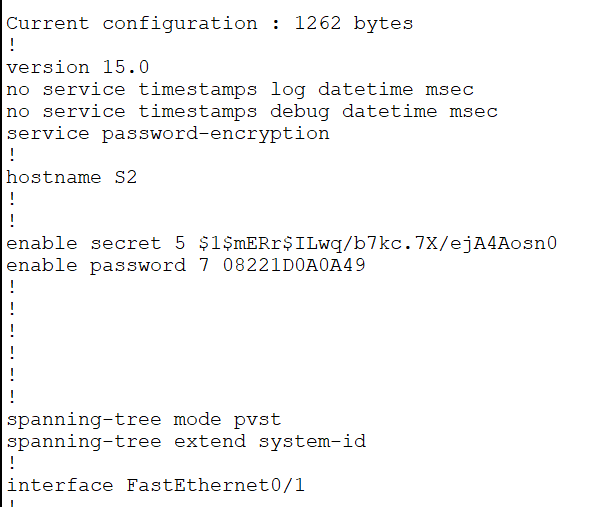 Current configuration : 1262 bytes
!
version 15.0
no service timestamps log datetime msec
no service timestamps debug datetime msec
service password-encryption
!
hostname S2
!
!
enable secret 5 $1$mERr$ILwq/b7kc.7X/ejA4Aosn0
enable password 7 08221D0A0A49
!
!
!
!
!
!
spanning-tree mode pvst
spanning-tree extend system-id
!
interface FastEthernet0/1
!